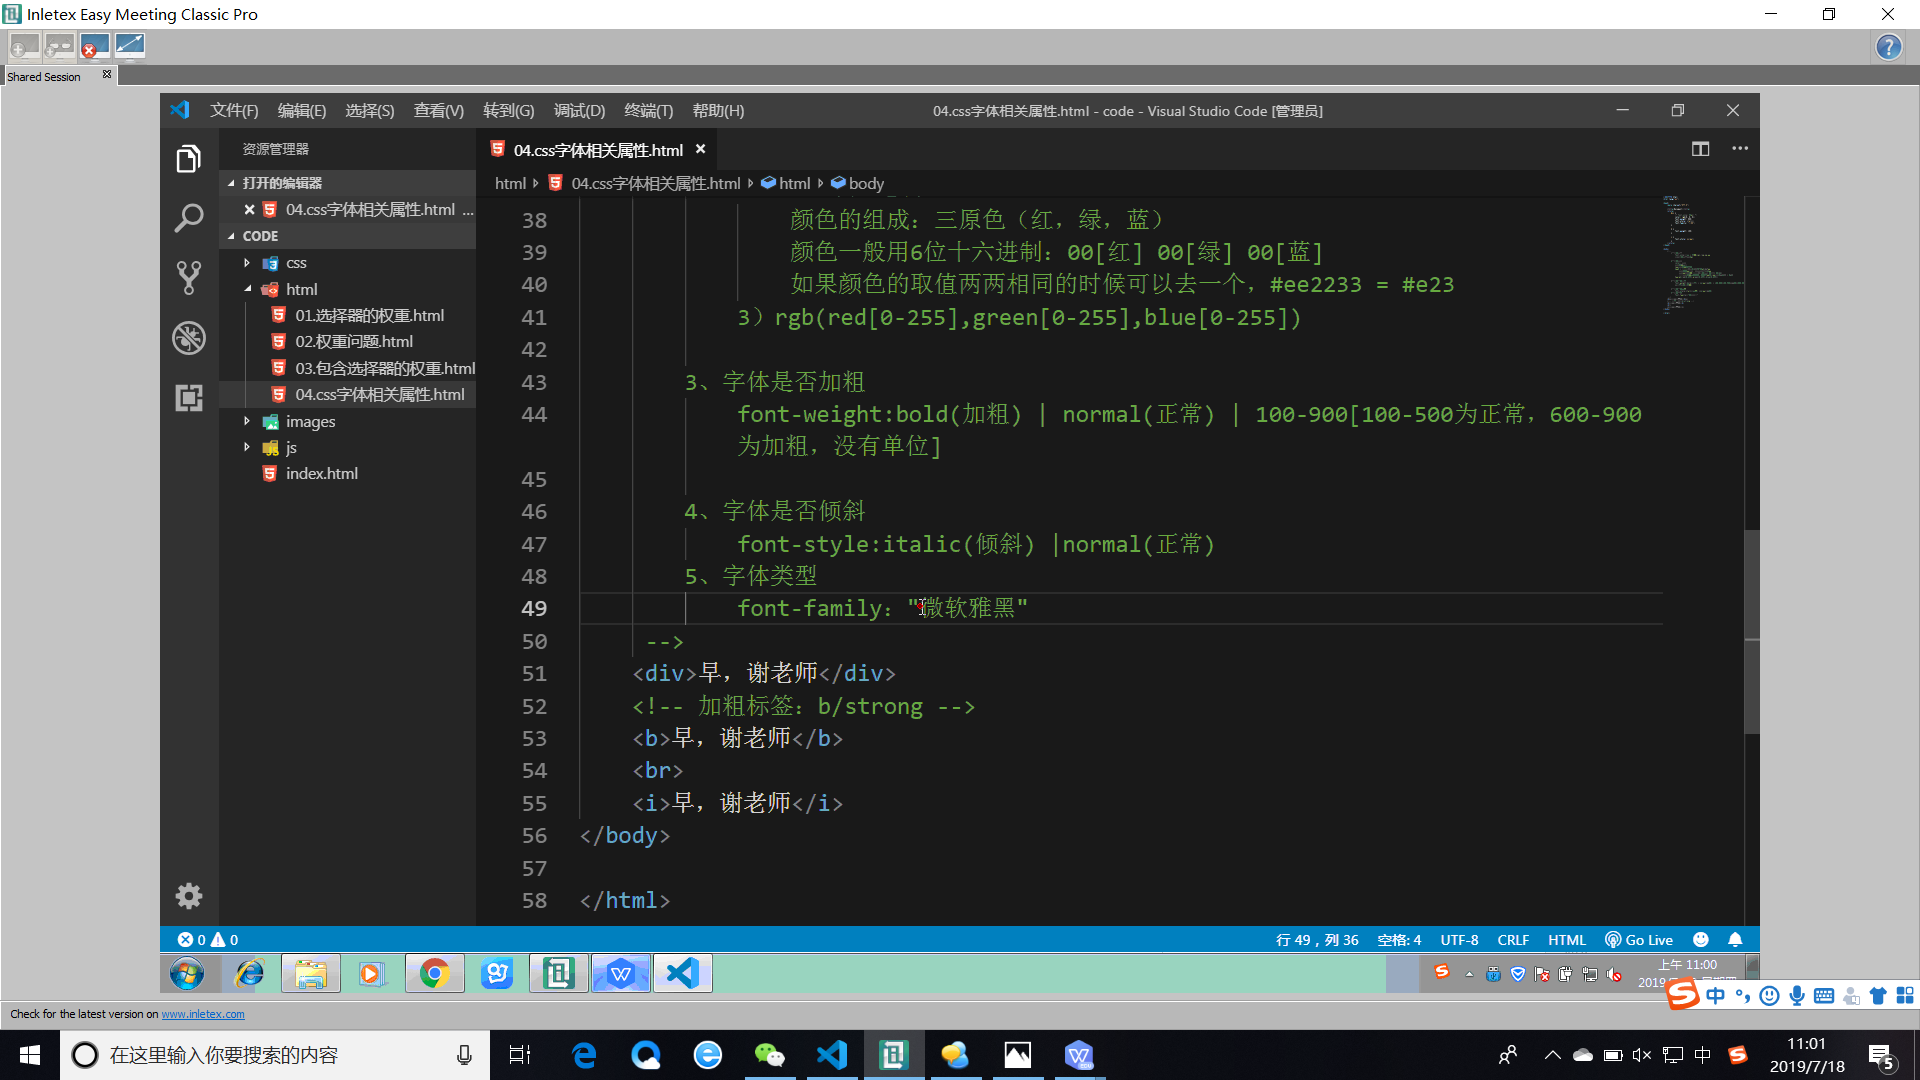 Inletex Easy Meeting Classic Pro
Shared Session
文件(F) 编辑(E) 选择(S) 查看(V) 转到(G) 调试(D) 终端(T) 帮助(H)
04.css字体相关属性.html - code - Visual Studio Code [管理员]
资源管理器
04.css字体相关属性.html
打开的编辑器
html 04.css字体相关属性.html html body
04.css字体相关属性.html ...
CODE
css
html
01.选择器的权重.html
02.权重问题.html
03.包含选择器的权重.html
04.css字体相关属性.html
images
js
index.html
38 颜色的组成：三原色（红，绿，蓝）
39 颜色一般用6位十六进制：00[红] 00[绿] 00[蓝]
40 如果颜色的取值两两相同的时候可以去一个，#ee2233 = #e23
41 3）rgb(red[0-255],green[0-255],blue[0-255])
42
43 3、字体是否加粗
44 font-weight:bold(加粗) | normal(正常) | 100-900[100-500为正常，600-900
为加粗，没有单位]
45
46 4、字体是否倾斜
47 font-style:italic(倾斜) |normal(正常)
48 5、字体类型
49 font-family："微软雅黑"
50 -->
51 <div>早，谢老师</div>
52 <!-- 加粗标签：b/strong -->
53 <b>早，谢老师</b>
54 <br>
55 <i>早，谢老师</i>
56 </body>
57
58 </html>
0 0
行 49，列 36 空格: 4 UTF-8 CRLF HTML Go Live
上午 11:00
中
Check for the latest version on www.inletex.com
在这里输入你要搜索的内容
中
11:01
2019/7/18
5